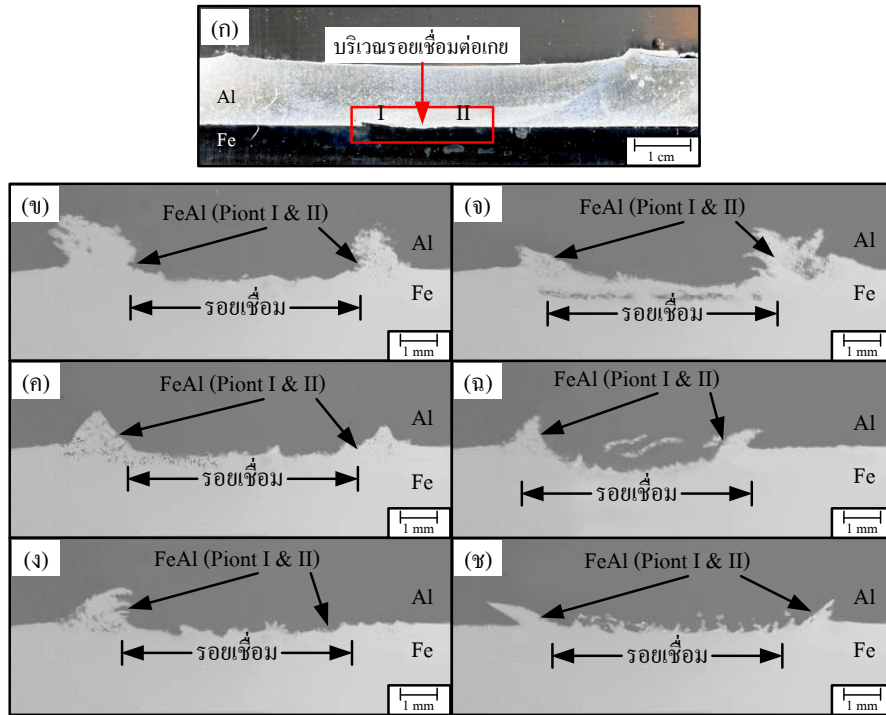 (ก)
บริเวณรอยเชื่อมต่อเกย
Al
I II
Fe
1 cm
(ข)
FeAl (Piont I & II)
Al
Fe
รอยเชื่อม
1 mm
(จ)
FeAl (Piont I & II)
Al
Fe
รอยเชื่อม
1 mm
(ค)
FeAl (Piont I & II)
Al
Fe
รอยเชื่อม
1 mm
(ฉ)
FeAl (Piont I & II)
Al
Fe
รอยเชื่อม
1 mm
(ง)
FeAl (Piont I & II)
Al
Fe
รอยเชื่อม
1 mm
(ช)
FeAl (Piont I & II)
Al
Fe
รอยเชื่อม
1 mm